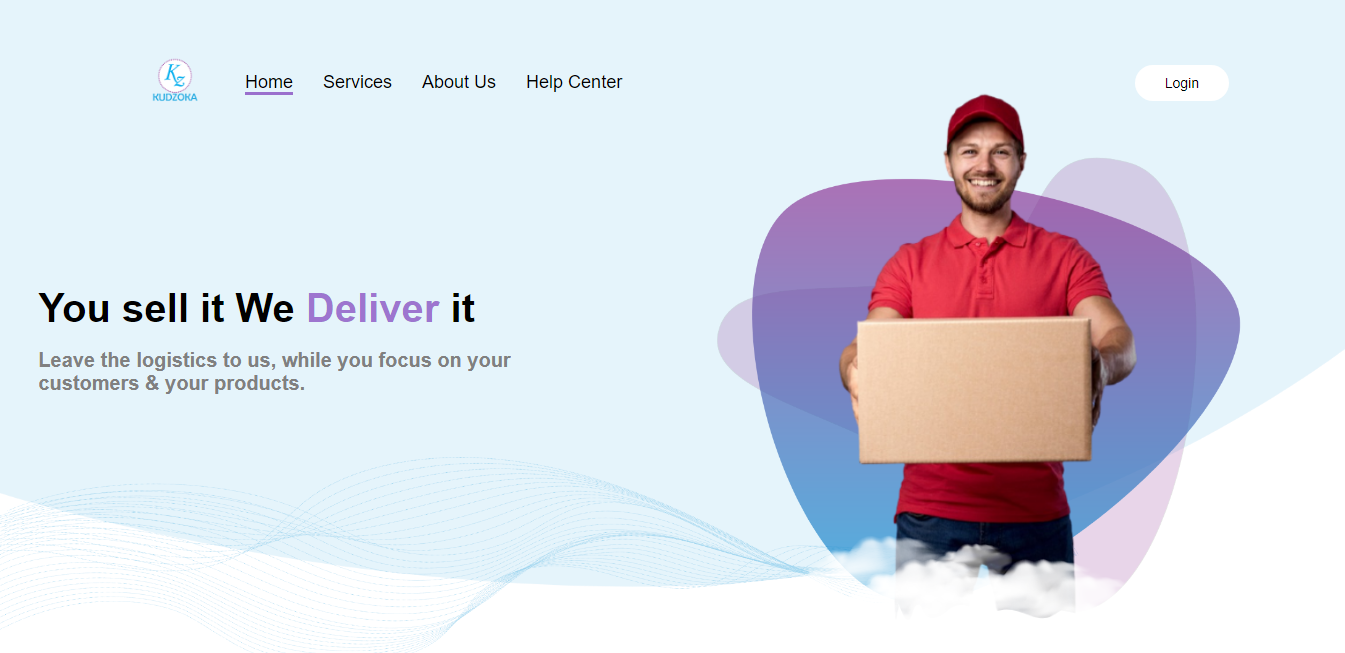 Kz
KUDZOKA
Home Services About Us Help Center
Login
You sell it We Deliver it
Leave the logistics to us, while you focus on your
customers & your products.